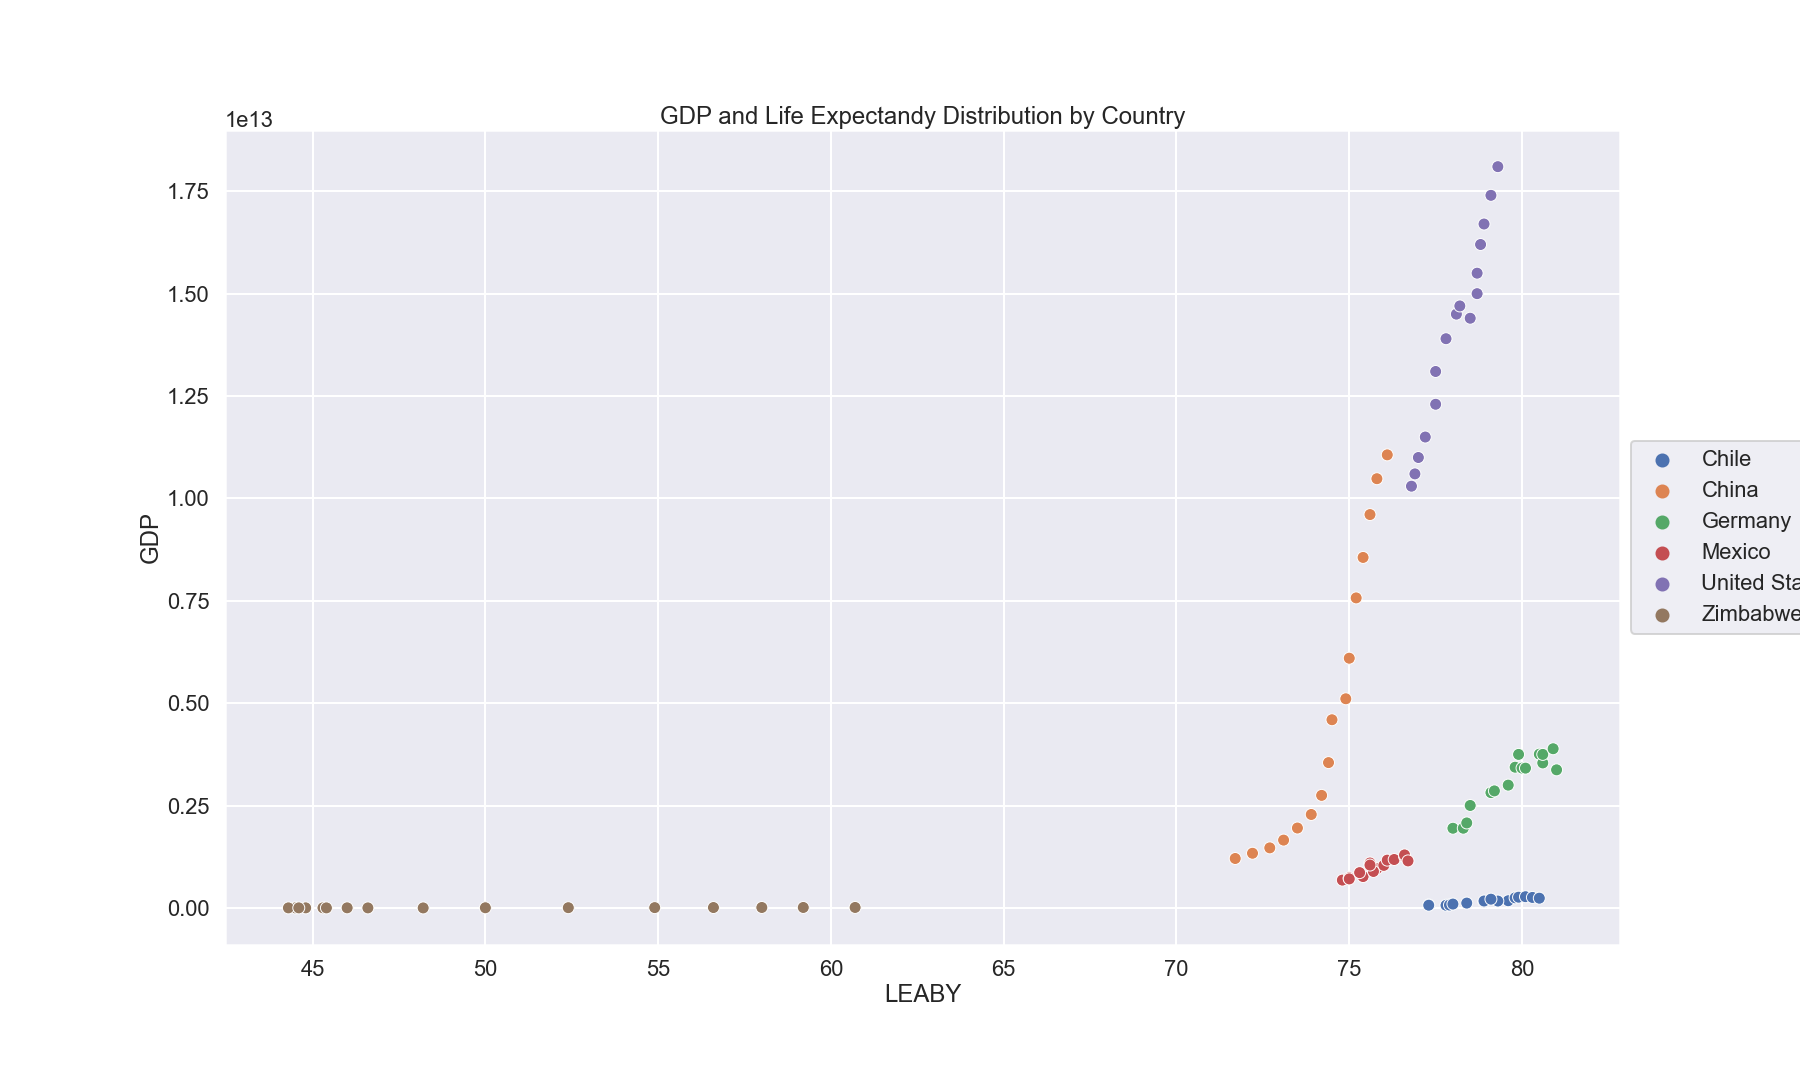 GDP and Life Expectandy Distribution by Country
1e13
1.75
1.50
1.25
1.00
0.75
0.50
0.25
0.00
GDP
45 50 55 60 65 70 75 80
LEABY
Chile
China
Germany
Mexico
United Sta
Zimbabwe